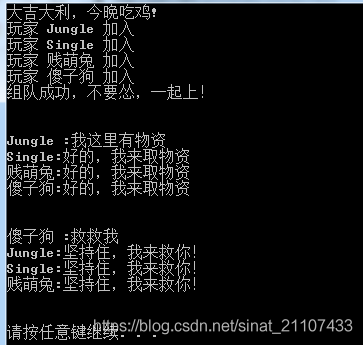 大吉大利，今晚吃鸡！
玩家 Jungle 加入
玩家 Single 加入
玩家 贱萌兔 加入
玩家 傻子狗 加入
组队成功，不要怂，一起上！
Jungle :我这里有物资
Single:好的，我来取物资
贱萌兔:好的，我来取物资
傻子狗:好的，我来取物资
傻子狗 :救救我
Jungle:坚持住，我来救你！
Single:坚持住，我来救你！
贱萌兔:坚持住，我来救你！
请按任意键继续. . .
https://blog.csdn.net/sinat_21107433